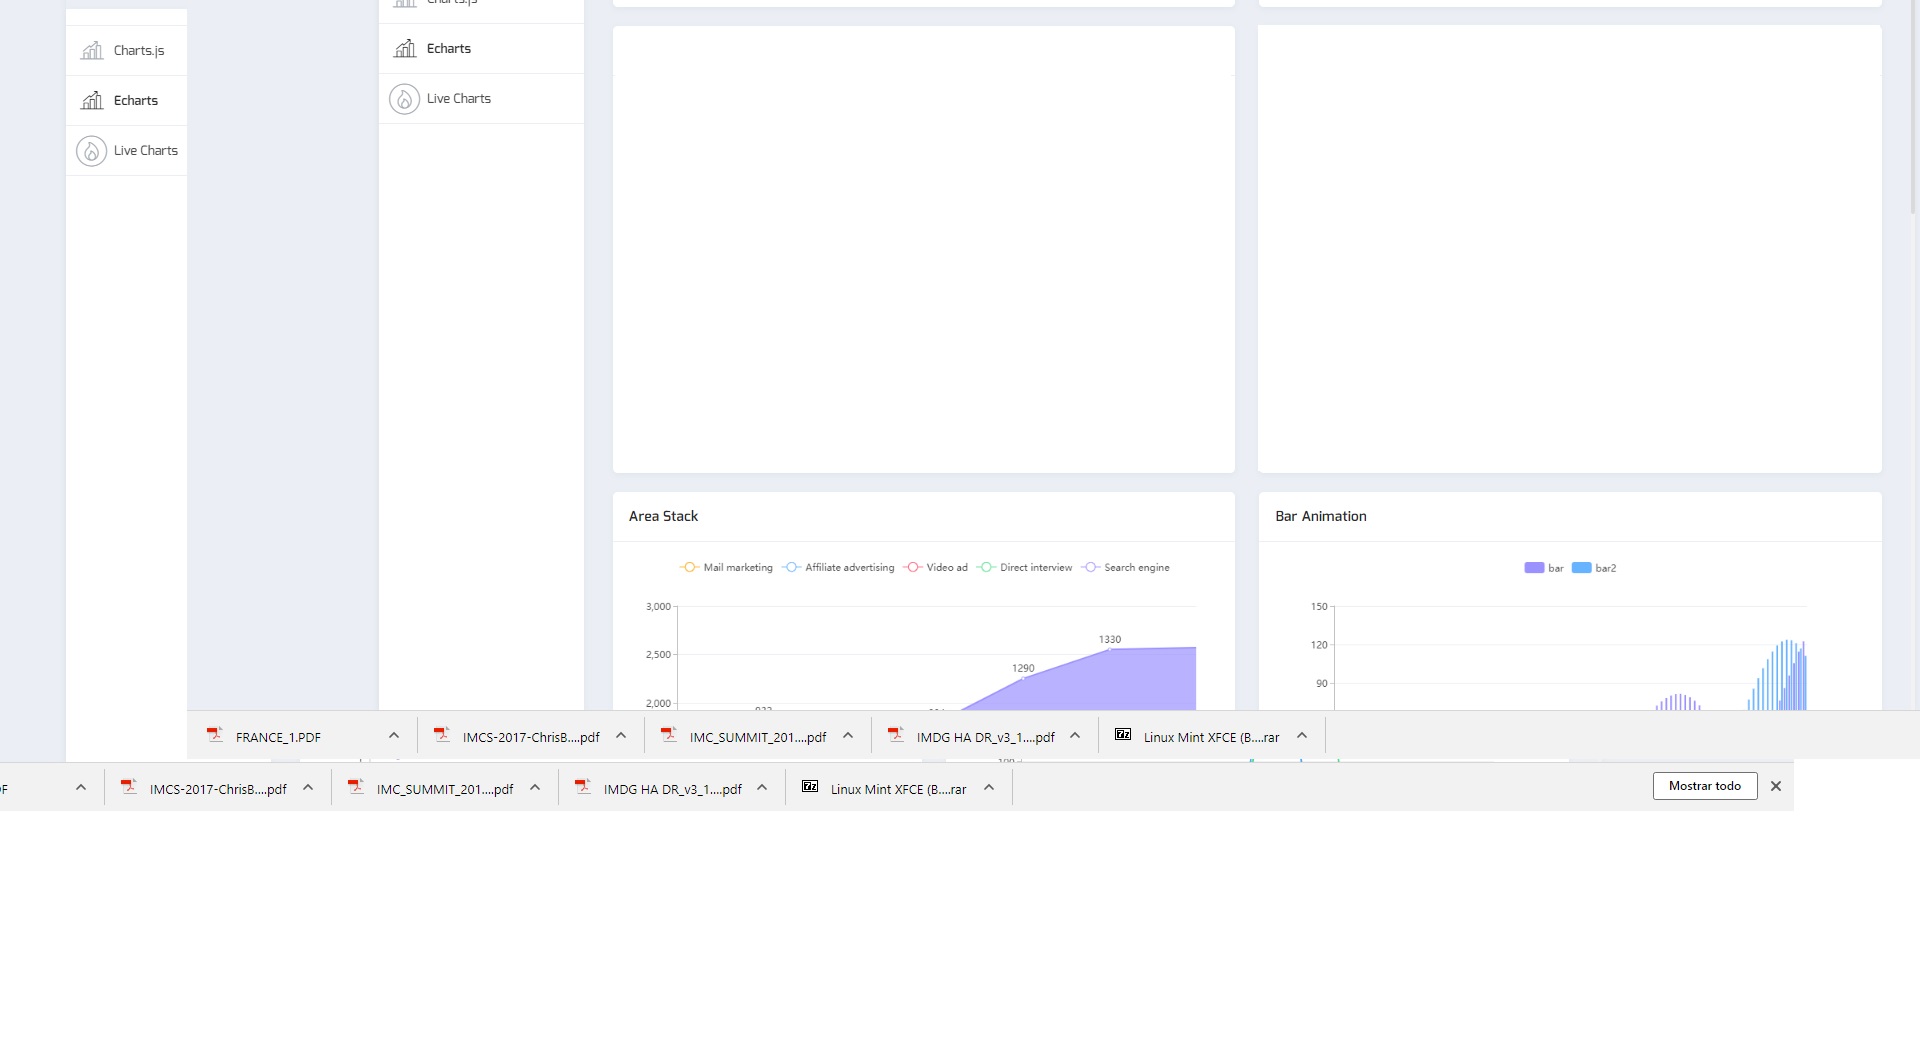 Charts.js
Echarts
Live Charts
Charts.js
Echarts
Live Charts
Area Stack
Mail marketing Affiliate advertising Video ad Direct interview Search engine
3,000
1330
2,500
1290
2,000
Bar Animation
bar bar2
150
120
90
FRANCE_1.PDF
IMCS-2017-ChrisB....pdf
IMC_SUMMIT_201....pdf
IMDG HA DR_v3_1....pdf
Linux Mint XFCE (B....rar
IMCS-2017-ChrisB....pdf
IMC_SUMMIT_201....pdf
IMDG HA DR_v3_1....pdf
Linux Mint XFCE (B....rar
Mostrar todo